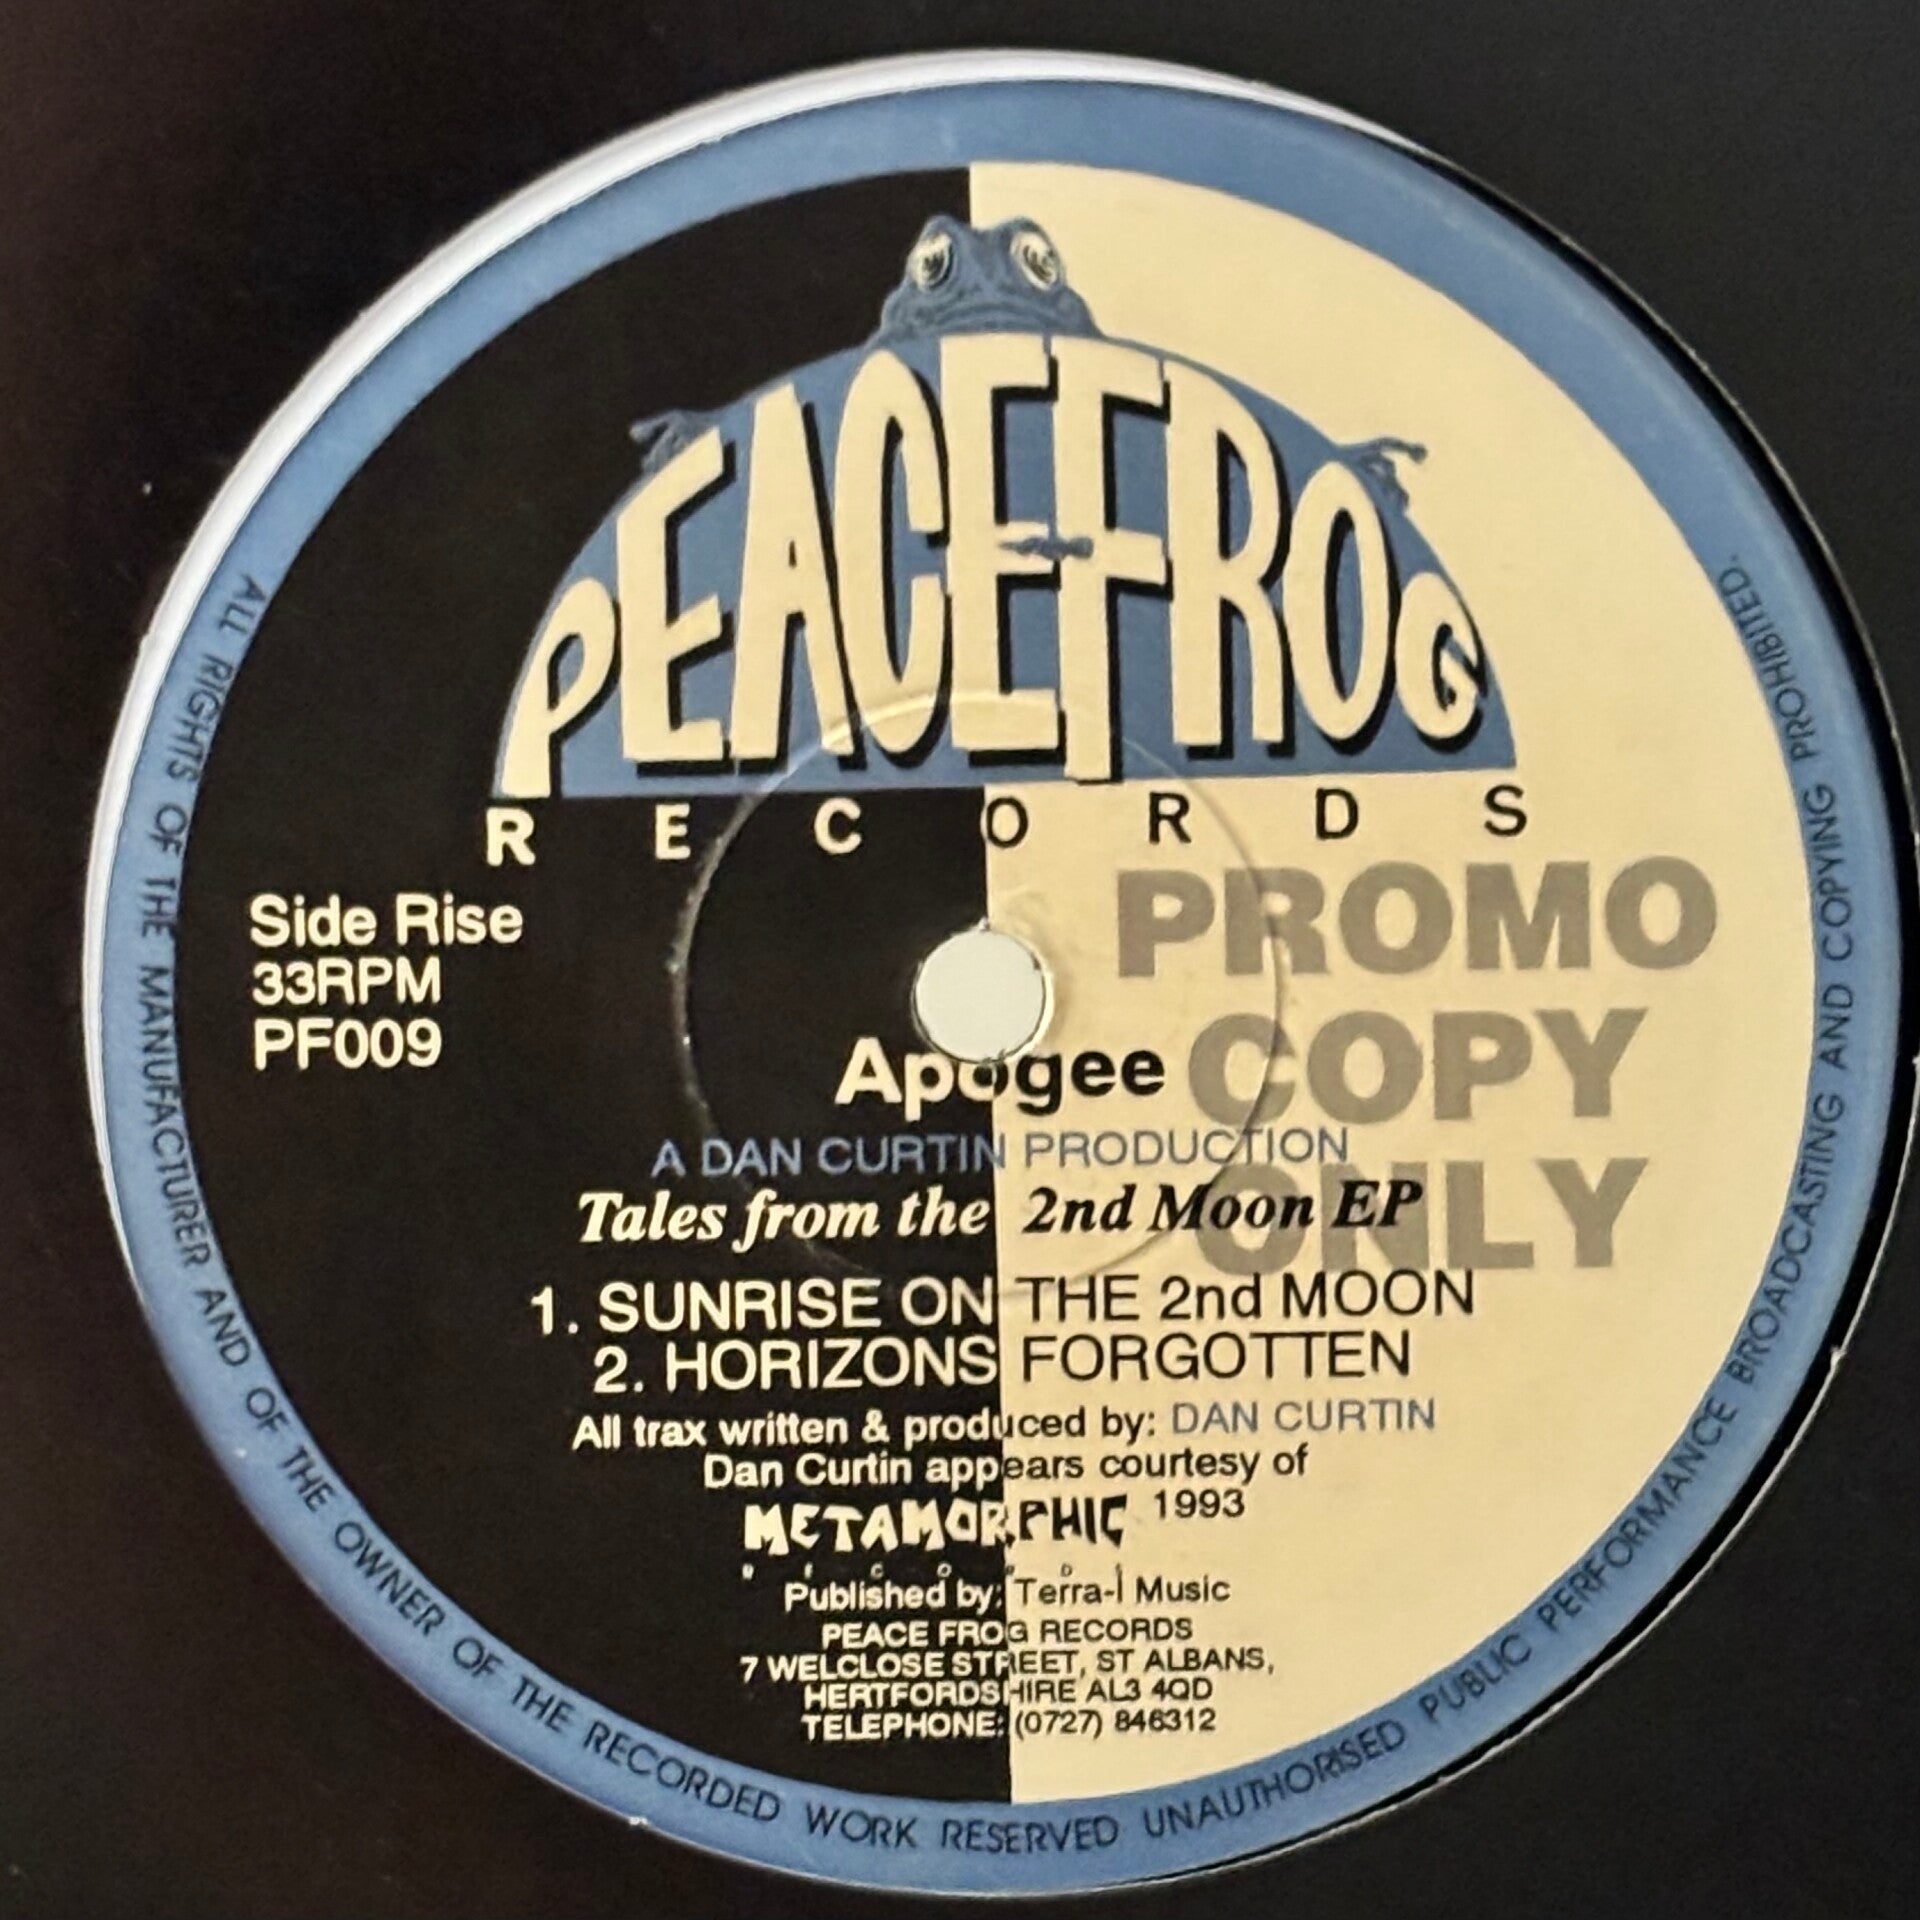 PEACEFROG
RECORDS
Side Rise
33RPM
PF009
PROMO
COPY
ONLY
Apogee
A DAN CURTIN PRODUCTION
Tales from the 2nd Moon EP
1. SUNRISE ON THE 2nd MOON
2. HORIZONS FORGOTTEN
All trax written & produced by: DAN CURTIN
Dan Curtin appears courtesy of
METAMORPHIC 1993
RECORDS
Published by: Terra-I Music
PEACE FROG RECORDS
7 WELCLOSE STREET, ST ALBANS,
HERTFORDSHIRE AL3 4QD
TELEPHONE: (0727) 846312
ALL RIGHTS OF THE MANUFACTURER AND OF THE OWNER OF THE RECORDED WORK RESERVED UNAUTHORISED PUBLIC PERFORMANCE BROADCASTING AND COPYING PROHIBITED.